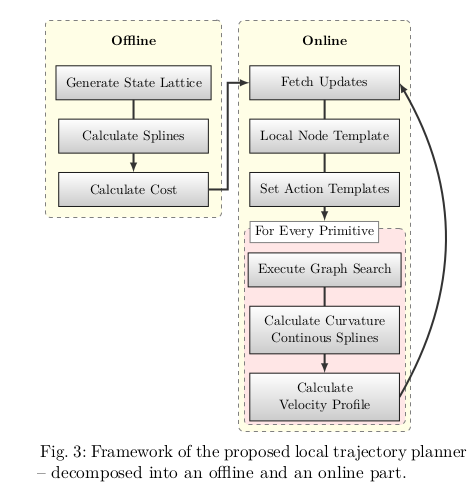 Offline
Generate State Lattice
Calculate Splines
Calculate Cost
Online
Fetch Updates
Local Node Template
Set Action Templates
For Every Primitive
Execute Graph Search
Calculate Curvature
Continous Splines
Calculate
Velocity Profile
Fig. 3: Framework of the proposed local trajectory planner
– decomposed into an offline and an online part.